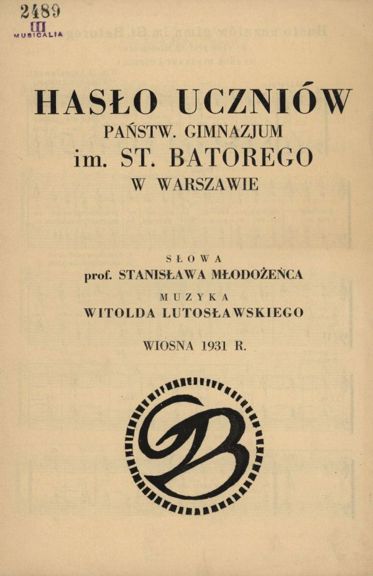 2489
III
MUSICALIA
HASŁO UCZNIÓW
PAŃSTW. GIMNAZJUM
im. ST. BATOREGO
W WARSZAWIE
SŁOWA
prof. STANISŁAWA MŁODOŻEŃCA
MUZYKA
WITOLDA LUTOSŁAWSKIEGO
WIOSNA 1931 R.